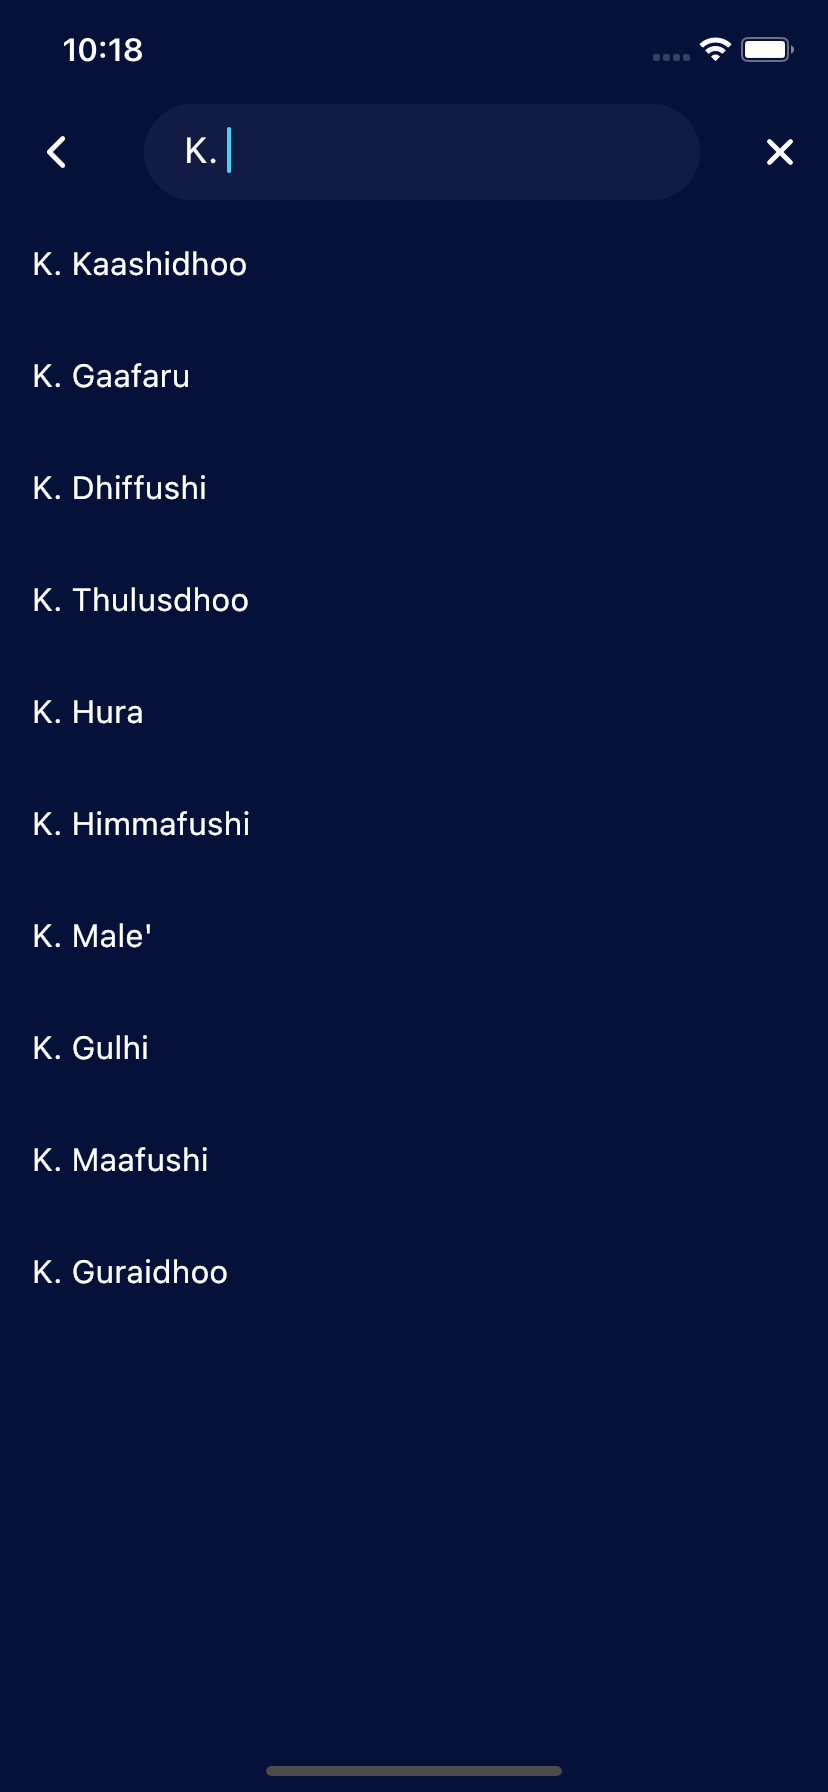 10:18
K.
K. Kaashidhoo
K. Gaafaru
K. Dhiffushi
K. Thulusdhoo
K. Hura
K. Himmafushi
K. Male'
K. Gulhi
K. Maafushi
K. Guraidhoo